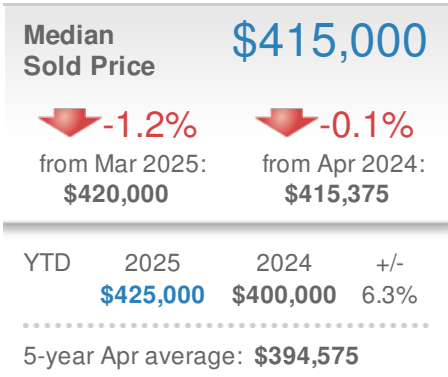 Median
Sold Price
$415,000
-1.2%
from Mar 2025:
$420,000
-0.1%
from Apr 2024:
$415,375
YTD 2025 2024 +/-
$425,000 $400,000 6.3%
5-year Apr average: $394,575